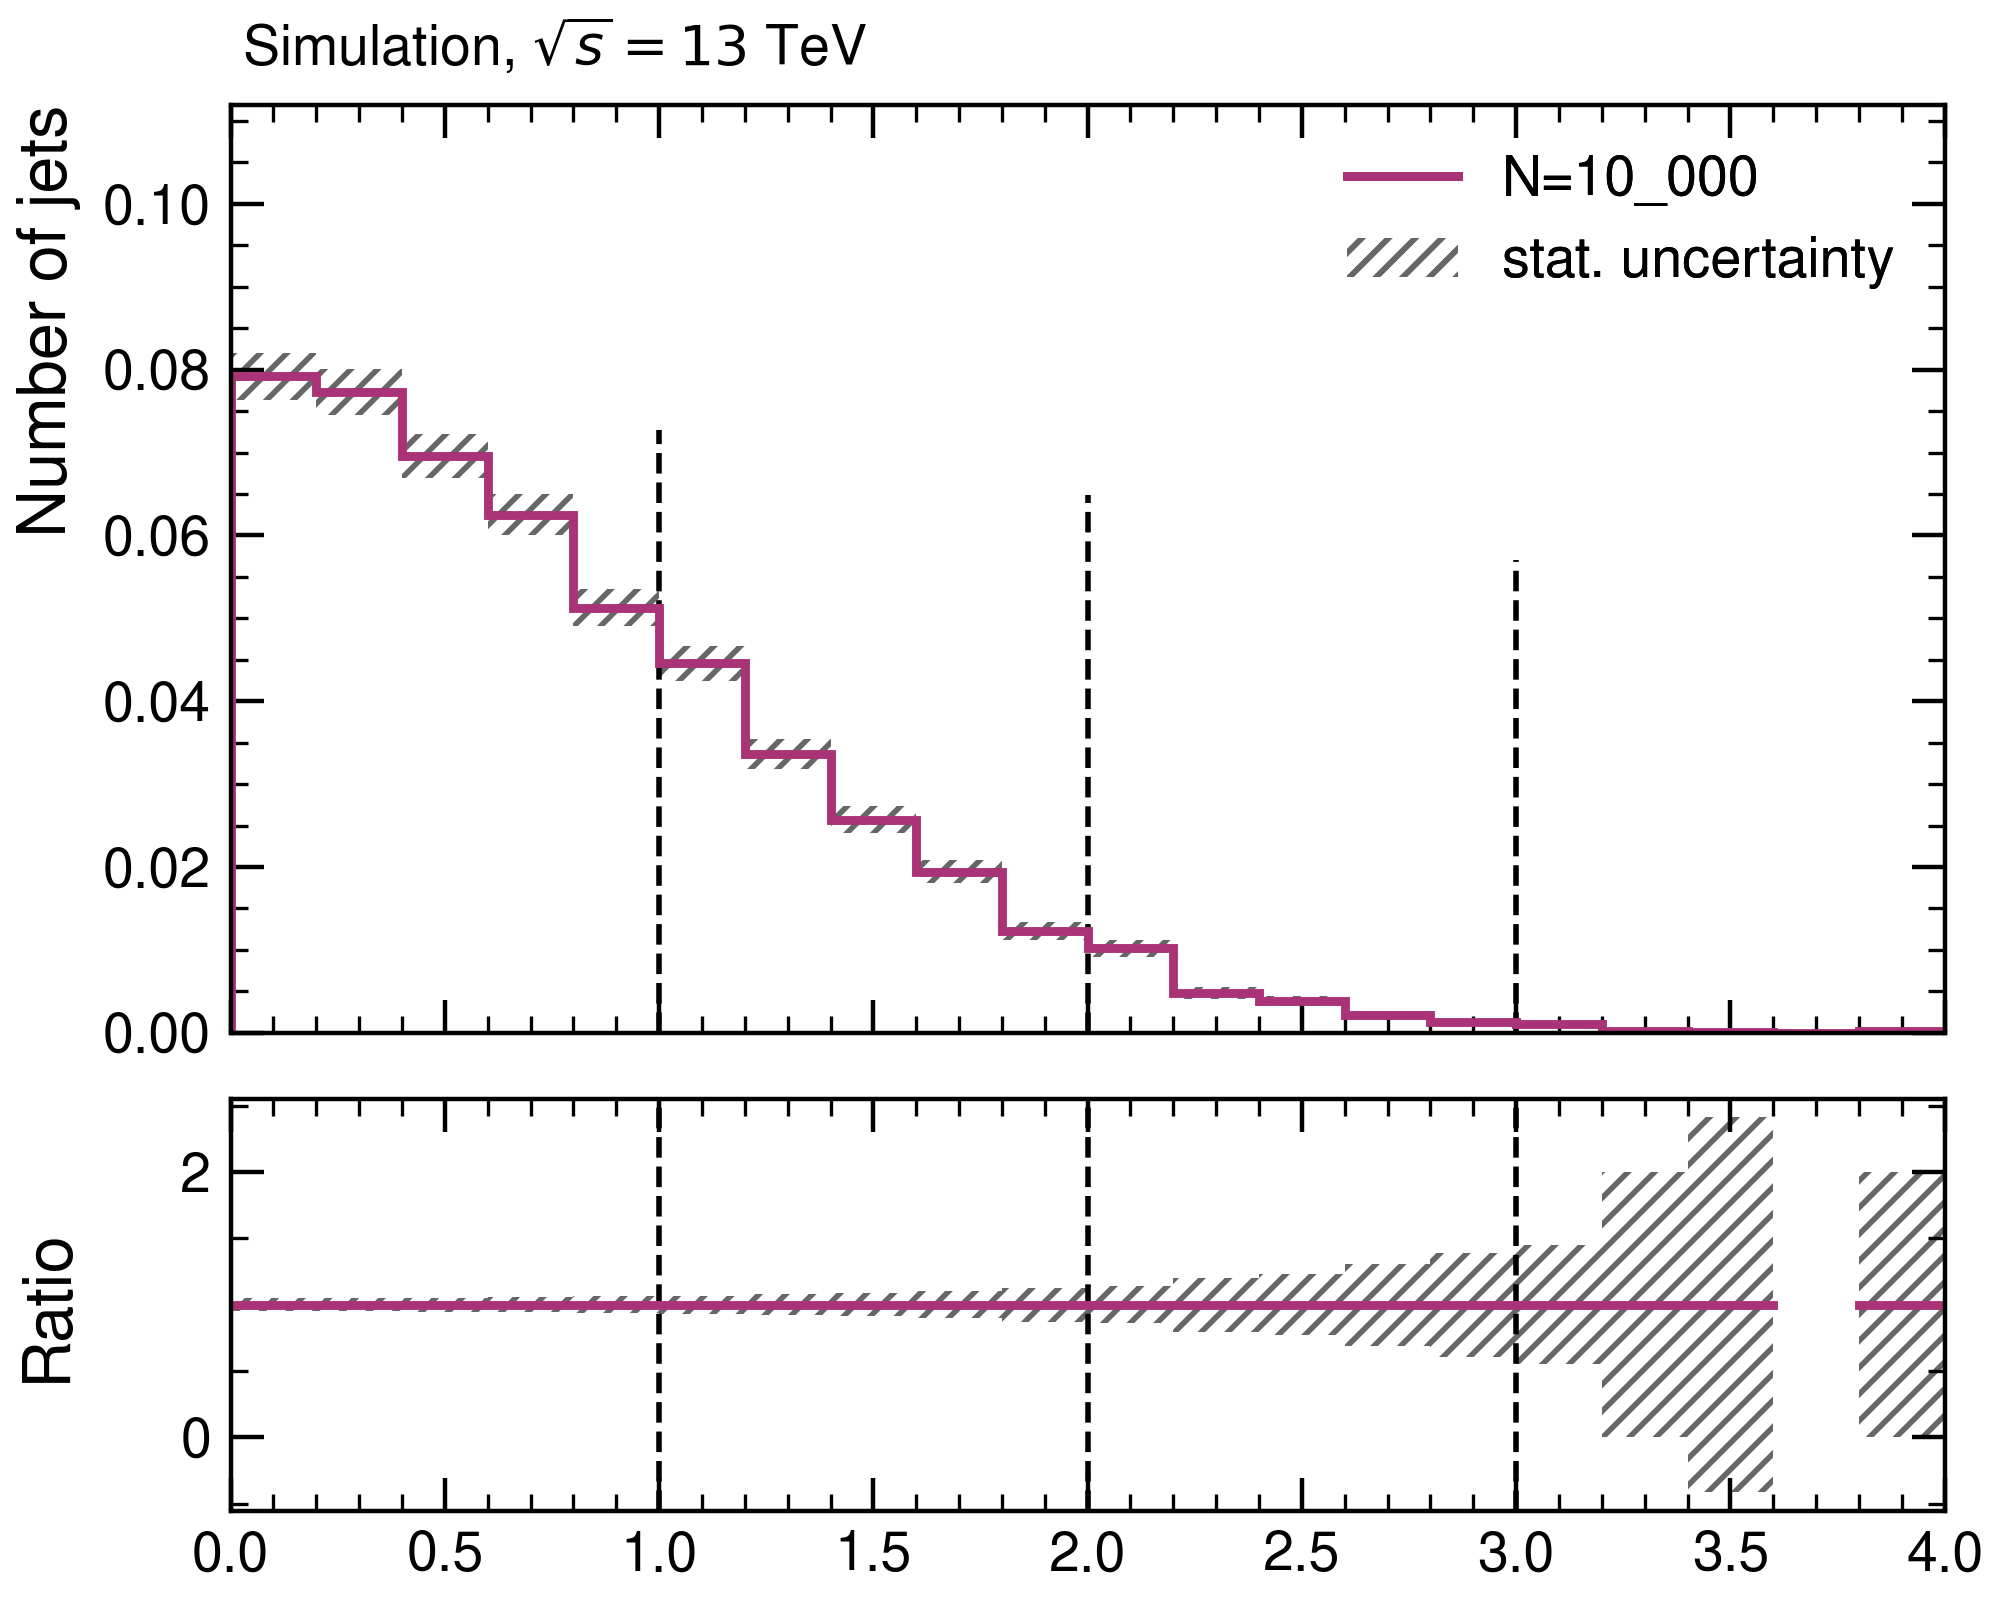 Simulation, √s = 13 TeV
Number of jets
0.10
0.08
0.06
0.04
0.02
0.00
N=10_000
stat. uncertainty
Ratio
2
0
0.0 0.5 1.0 1.5 2.0 2.5 3.0 3.5 4.0